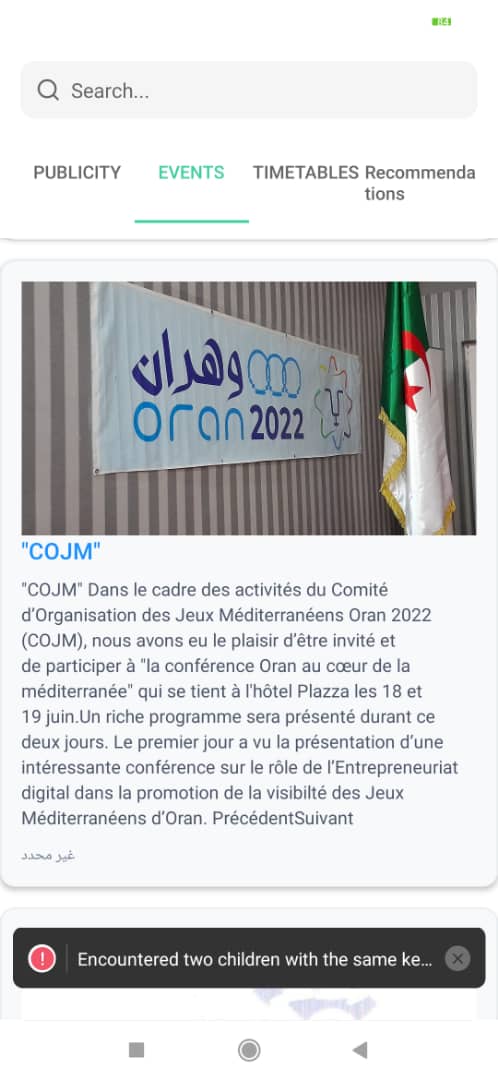 84
Search...
PUBLICITY
EVENTS
TIMETABLES
Recommenda
tions
وهران
oran 2022
"COJM"
"COJM" Dans le cadre des activités du Comité
d’Organisation des Jeux Méditerranéens Oran 2022
(COJM), nous avons eu le plaisir d’être invité et
de participer à "la conférence Oran au cœur de la
méditerranée" qui se tient à l'hôtel Plazza les 18 et
19 juin.Un riche programme sera présenté durant ce
deux jours. Le premier jour a vu la présentation d’une
intéressante conférence sur le rôle de l’Entrepreneuriat
digital dans la promotion de la visibilté des Jeux
Méditerranéens d’Oran. PrécédentSuivant
غير محدد
! Encountered two children with the same ke...